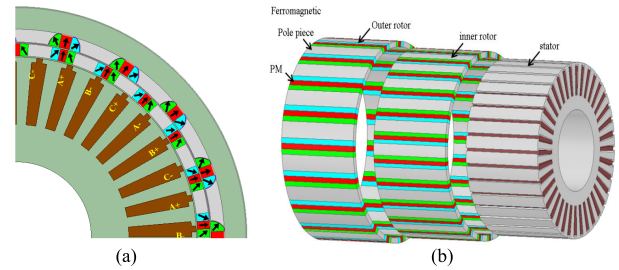 C-
A+
B-
C+
A-
B+
C-
A+
B-
(a)
Ferromagnetic
Pole piece
PM
Outer rotor
inner rotor
stator
(b)